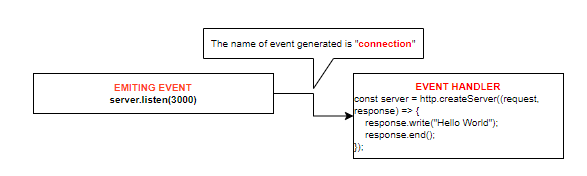 The name of event generated is "connection"
EMITING EVENT
server.listen(3000)
EVENT HANDLER
const server = http.createServer((request,
response) => {
response.write("Hello World");
response.end();
});